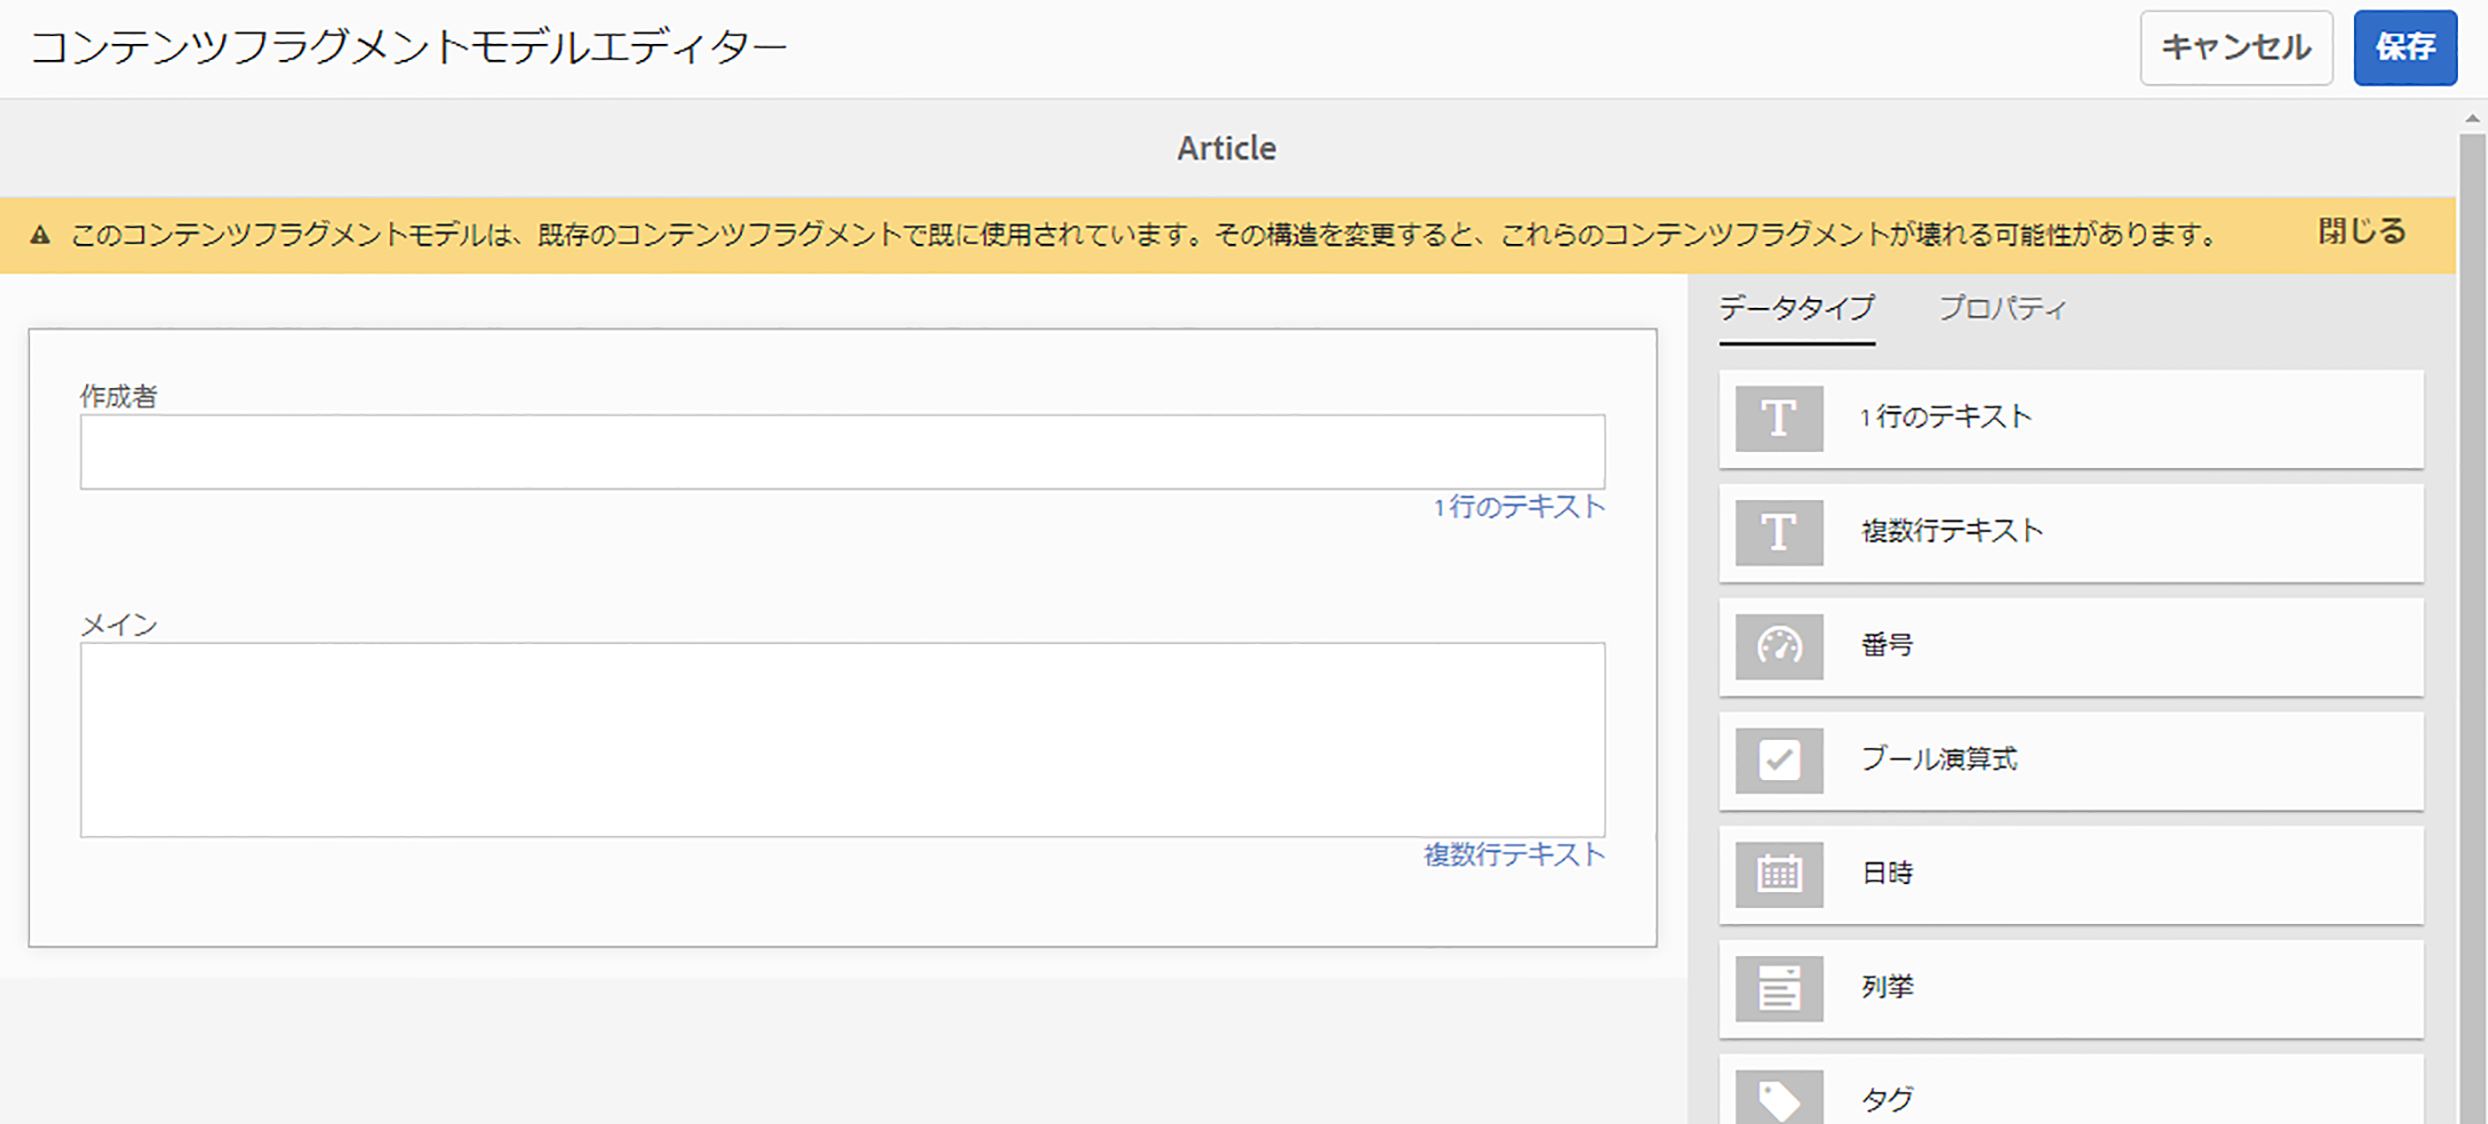 コンテンツフラグメントモデルエディター
キャンセル
保存
Article
このコンテンツフラグメントモデルは、既存のコンテンツフラグメントで既に使用されています。その構造を変更すると、これらのコンテンツフラグメントが壊れる可能性があります。
閉じる
作成者
1 行のテキスト
メイン
複数行テキスト
データタイプ
プロパティ
1 行のテキスト
複数行テキスト
番号
ブール演算式
日時
列挙
タグ